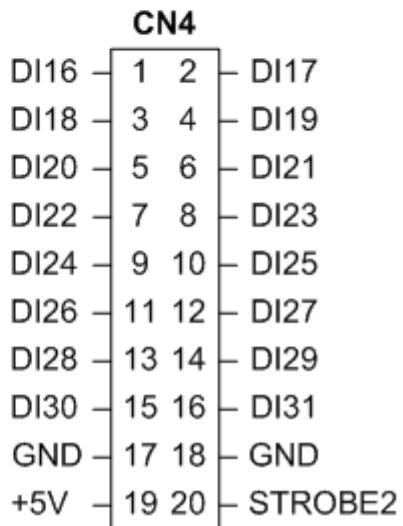 CN4
DI16 1 2 DI17
DI18 3 4 DI19
DI20 5 6 DI21
DI22 7 8 DI23
DI24 9 10 DI25
DI26 11 12 DI27
DI28 13 14 DI29
DI30 15 16 DI31
GND 17 18 GND
+5V 19 20 STROBE2